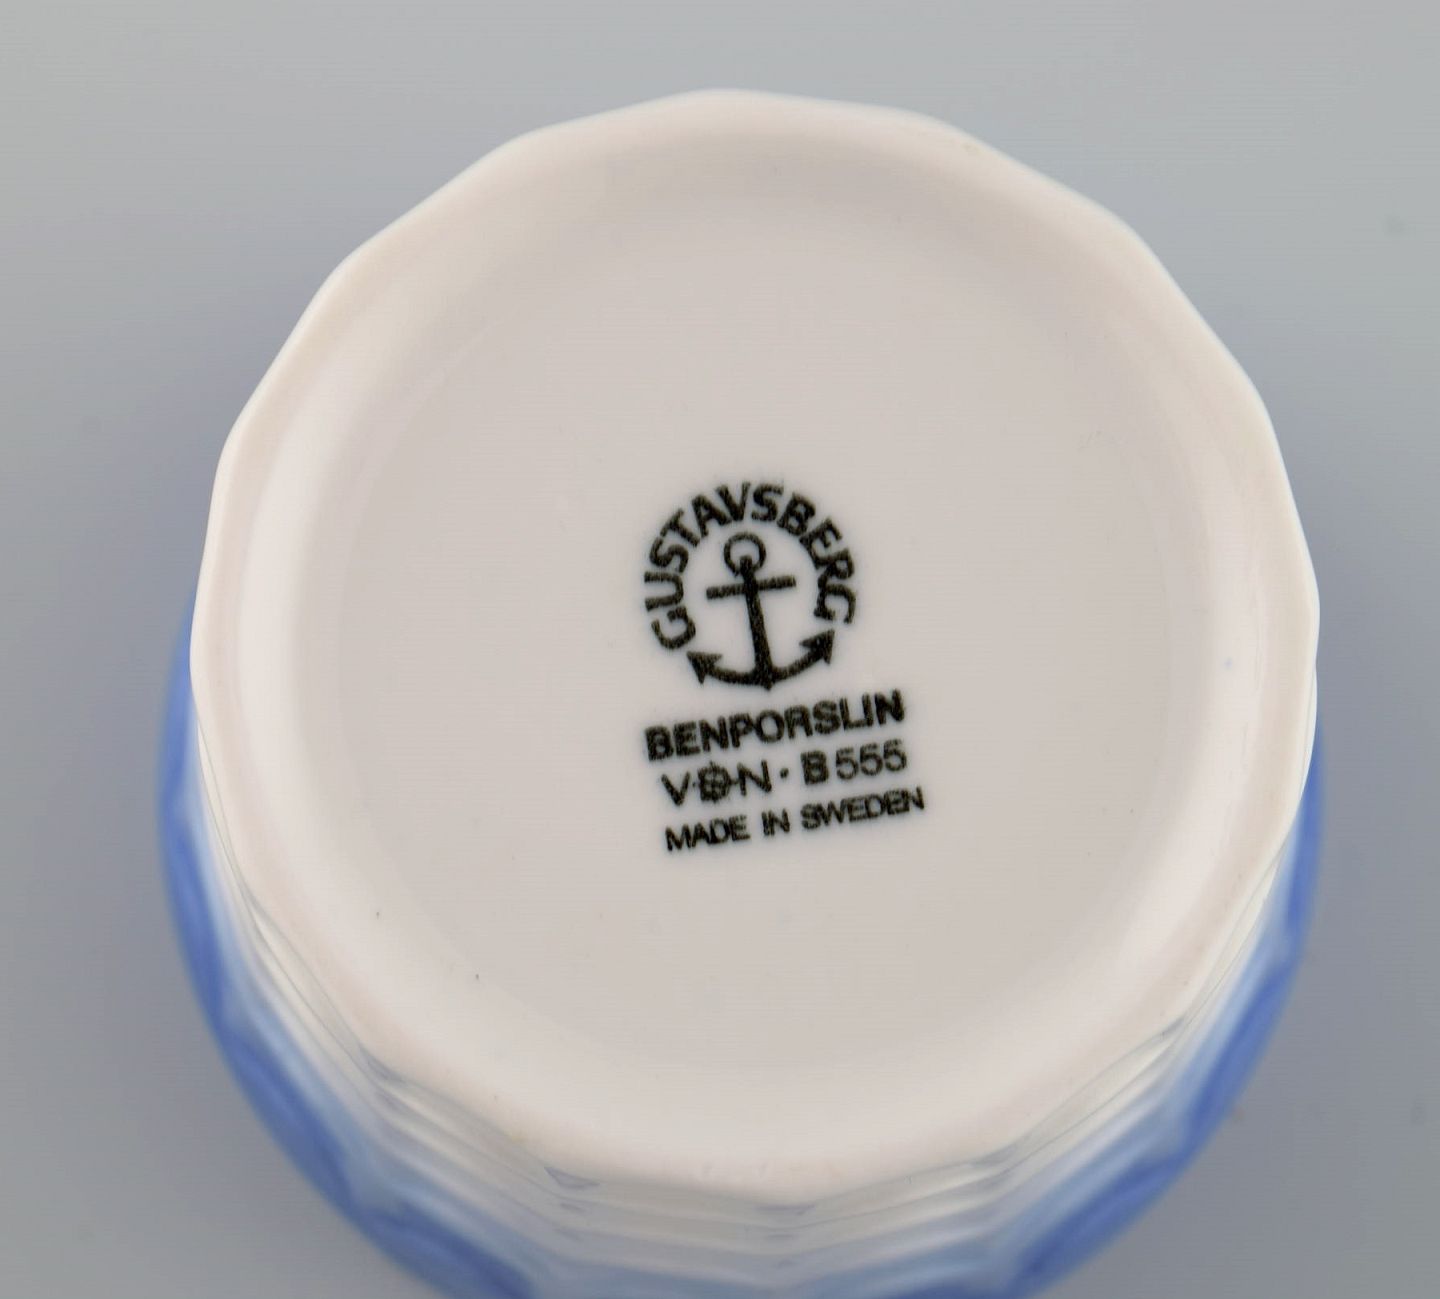 GUSTAVSBERG
BENPORSLIN
B555
MADE IN SWEDEN